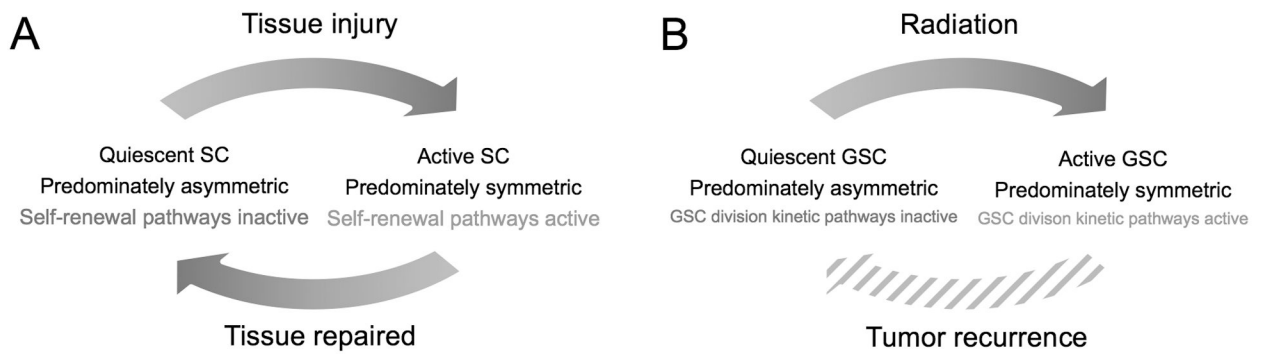 A
Tissue injury
Quiescent SC
Predominately asymmetric
Self-renewal pathways inactive
Active SC
Predominately symmetric
Self-renewal pathways active
Tissue repaired
B
Radiation
Quiescent GSC
Predominately asymmetric
GSC division kinetic pathways inactive
Active GSC
Predominately symmetric
GSC divison kinetic pathways active
Tumor recurrence